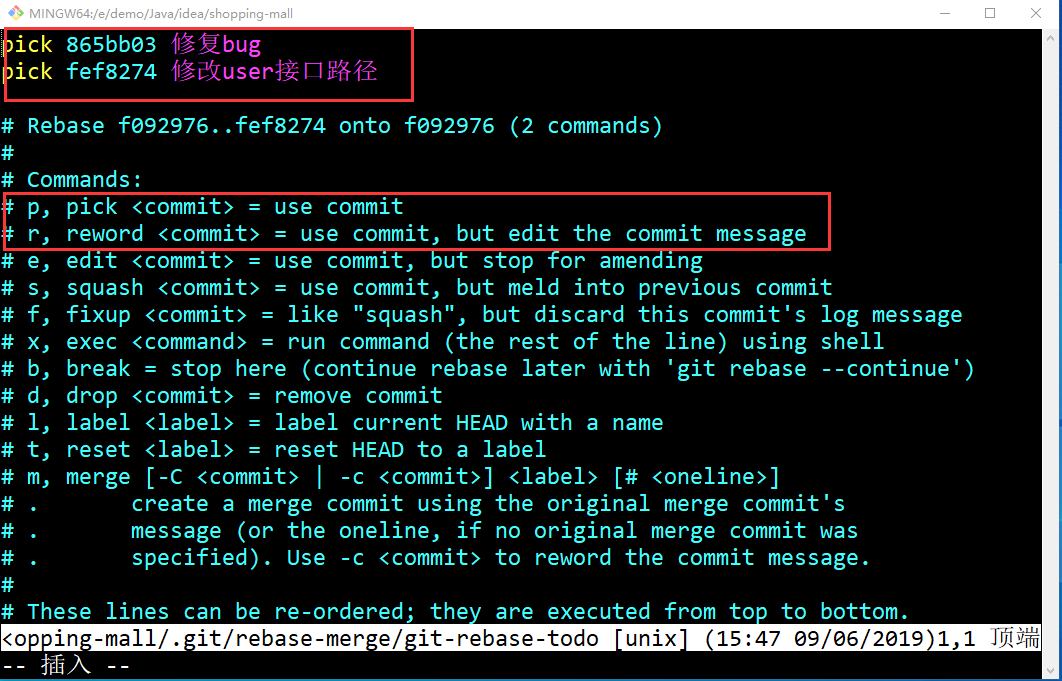 MINGW64:/e/demo/Java/idea/shopping-mall
pick 865bb03 修复bug
pick fef8274 修改user接口路径
# Rebase f092976..fef8274 onto f092976 (2 commands)
#
# Commands:
# p, pick <commit> = use commit
# r, reword <commit> = use commit, but edit the commit message
# e, edit <commit> = use commit, but stop for amending
# s, squash <commit> = use commit, but meld into previous commit
# f, fixup <commit> = like "squash", but discard this commit's log message
# x, exec <command> = run command (the rest of the line) using shell
# b, break = stop here (continue rebase later with 'git rebase --continue')
# d, drop <commit> = remove commit
# l, label <label> = label current HEAD with a name
# t, reset <label> = reset HEAD to a label
# m, merge [-C <commit> | -c <commit>] <label> [# <oneline>]
# .       create a merge commit using the original merge commit's
# .       message (or the oneline, if no original merge commit was
# .       specified). Use -c <commit> to reword the commit message.
#
# These lines can be re-ordered; they are executed from top to bottom.
<opping-mall/.git/rebase-merge/git-rebase-todo [unix] (15:47 09/06/2019)1,1 顶端
-- 插入 --